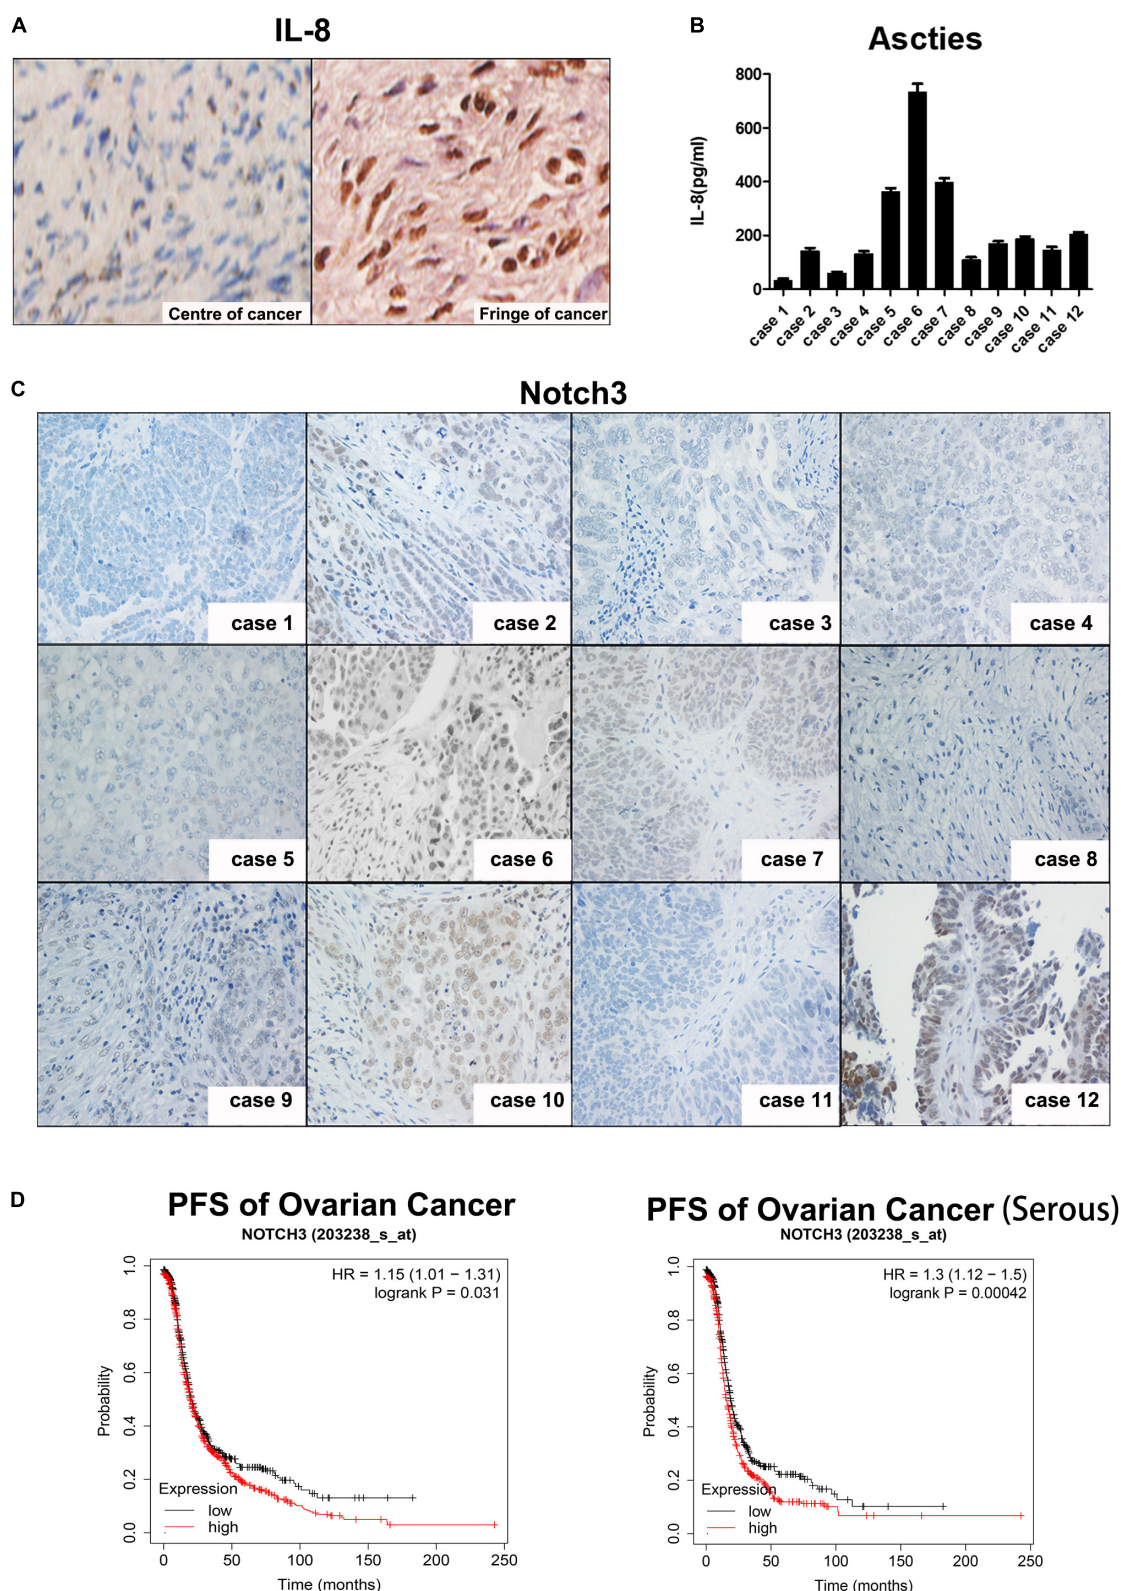 A
IL-8
Centre of cancer
Fringe of cancer
B
Ascties
IL-8(pg/ml)
800
600
400
200
0
case 1
case 2
case 3
case 4
case 5
case 6
case 7
case 8
case 9
case 10
case 11
case 12
C
Notch3
case 1
case 2
case 3
case 4
case 5
case 6
case 7
case 8
case 9
case 10
case 11
case 12
D
PFS of Ovarian Cancer
NOTCH3 (203238_s_at)
HR = 1.15 (1.01 − 1.31)
logrank P = 0.031
Probability
1.0
0.8
0.6
0.4
0.2
0.0
Expression
low
high
0
50
100
150
200
250
Time (months)
PFS of Ovarian Cancer (Serous)
NOTCH3 (203238_s_at)
HR = 1.3 (1.12 − 1.5)
logrank P = 0.00042
Probability
1.0
0.8
0.6
0.4
0.2
0.0
Expression
low
high
0
50
100
150
200
250
Time (months)